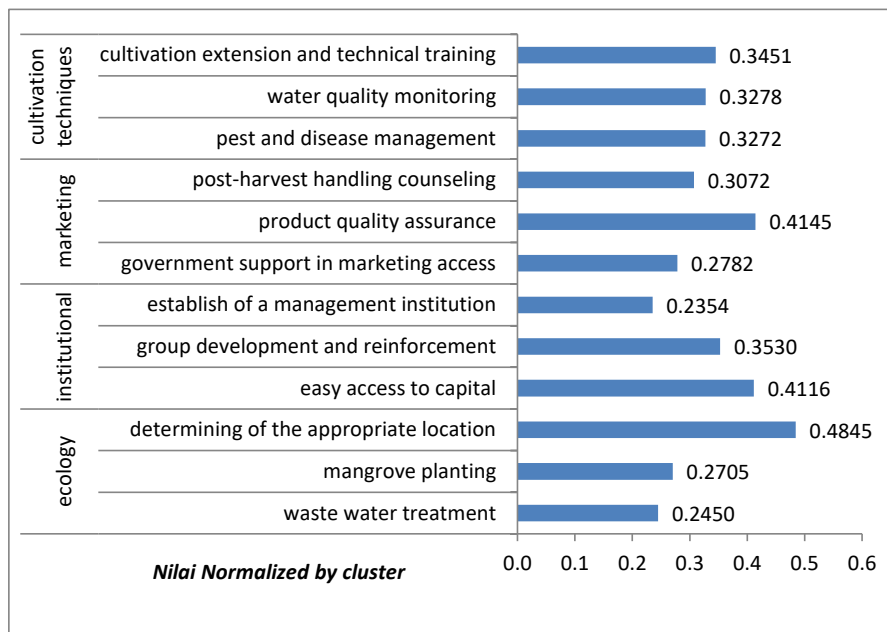 cultivation techniques
cultivation extension and technical training 0.3451
water quality monitoring 0.3278
pest and disease management 0.3272
marketing
post-harvest handling counseling 0.3072
product quality assurance 0.4145
government support in marketing access 0.2782
institutional
establish of a management institution 0.2354
group development and reinforcement 0.3530
easy access to capital 0.4116
ecology
determining of the appropriate location 0.4845
mangrove planting 0.2705
waste water treatment 0.2450
0.0 0.1 0.2 0.3 0.4 0.5 0.6
Nilai Normalized by cluster